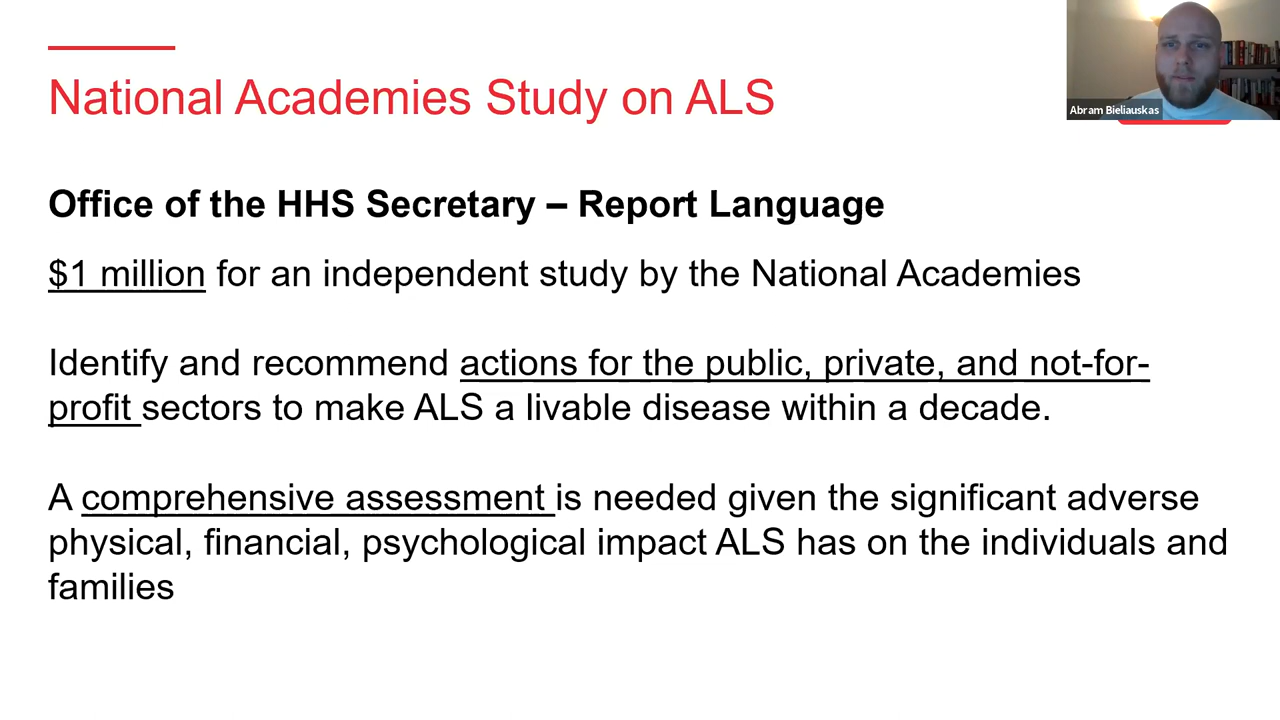 National Academies Study on ALS
Abram Bieliauskas
Office of the HHS Secretary – Report Language
$1 million for an independent study by the National Academies
Identify and recommend actions for the public, private, and not-for-
profit sectors to make ALS a livable disease within a decade.
A comprehensive assessment is needed given the significant adverse
physical, financial, psychological impact ALS has on the individuals and
families